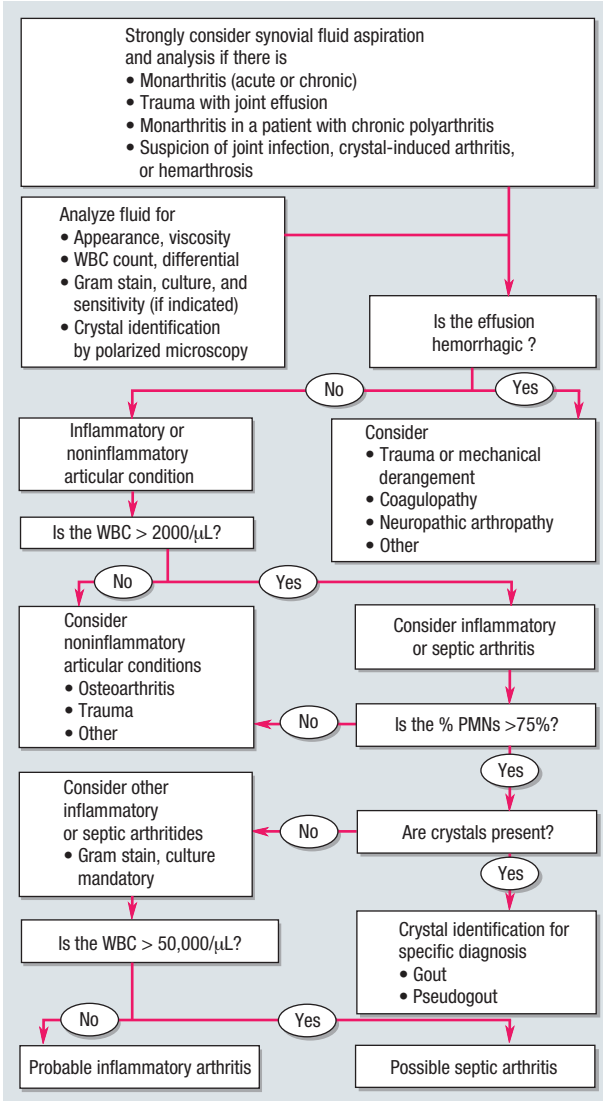 Strongly consider synovial fluid aspiration
and analysis if there is
• Monarthritis (acute or chronic)
• Trauma with joint effusion
• Monarthritis in a patient with chronic polyarthritis
• Suspicion of joint infection, crystal-induced arthritis,
or hemarthrosis
Analyze fluid for
• Appearance, viscosity
• WBC count, differential
• Gram stain, culture, and
sensitivity (if indicated)
• Crystal identification
by polarized microscopy
Is the effusion
hemorrhagic ?
No
Yes
Inflammatory or
noninflammatory
articular condition
Consider
• Trauma or mechanical
derangement
• Coagulopathy
• Neuropathic arthropathy
• Other
Is the WBC > 2000/μL?
No
Yes
Consider
noninflammatory
articular conditions
• Osteoarthritis
• Trauma
• Other
Consider inflammatory
or septic arthritis
No
Is the % PMNs >75%?
Yes
Consider other
inflammatory
or septic arthritides
• Gram stain, culture
mandatory
No
Are crystals present?
Yes
Is the WBC > 50,000/μL?
Crystal identification for
specific diagnosis
• Gout
• Pseudogout
No
Yes
Probable inflammatory arthritis
Possible septic arthritis